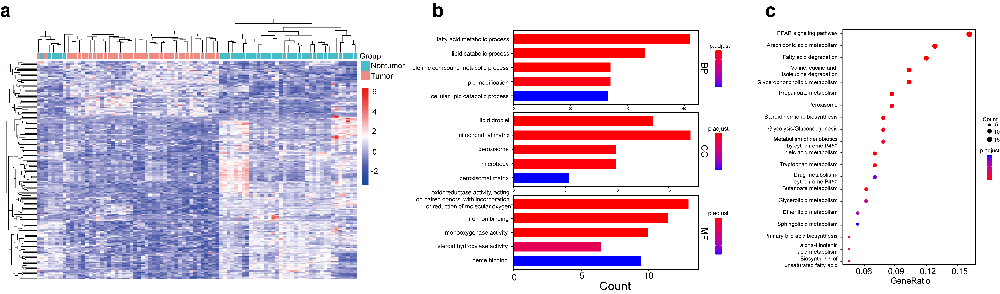 a
Group
Nontumor
Tumor
6
4
2
0
-2
b
fatty acid metabolic process
lipid catabolic process
olefinic compound metabolic process
lipid modification
cellular lipid catabolic process
0 20 40 60
BP
p.adjust
lipid droplet
mitochondrial matrix
peroxisome
microbody
peroxisomal matrix
0 5 10 15
CC
p.adjust
oxidoreductase activity, acting
on paired donors, with incorporation
or reduction of molecular oxygen
iron ion binding
monooxygenase activity
steroid hydroxylase activity
heme binding
0 5 10
Count
MF
p.adjust
c
PPAR signaling pathway
Arachidonic acid metabolism
Fatty acid degradation
Valine,leucine and
isoleucine degradation
Glycerophospholipid metabolism
Propanoate metabolism
Peroxisome
Steroid hormone biosynthesis
Glycolysis/Gluconeogenesis
Metabolism of xenobiotics
by cytochrome P450
Linleic acid metabolism
Tryptophan metabolism
Drug metabolism-
cytochrome P450
Butanoate metabolism
Glycerolipid metabolism
Ether lipid metabolism
Sphingolipid metabolism
Primary bile acid biosynthesis
alpha-Linolenic
acid metabolism
Biosynthesis of
unsaturated fatty acid
0.06 0.09 0.12 0.15
GeneRatio
Count
5
10
15
p.adjust